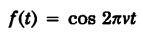 f(t) = cos 2πνt